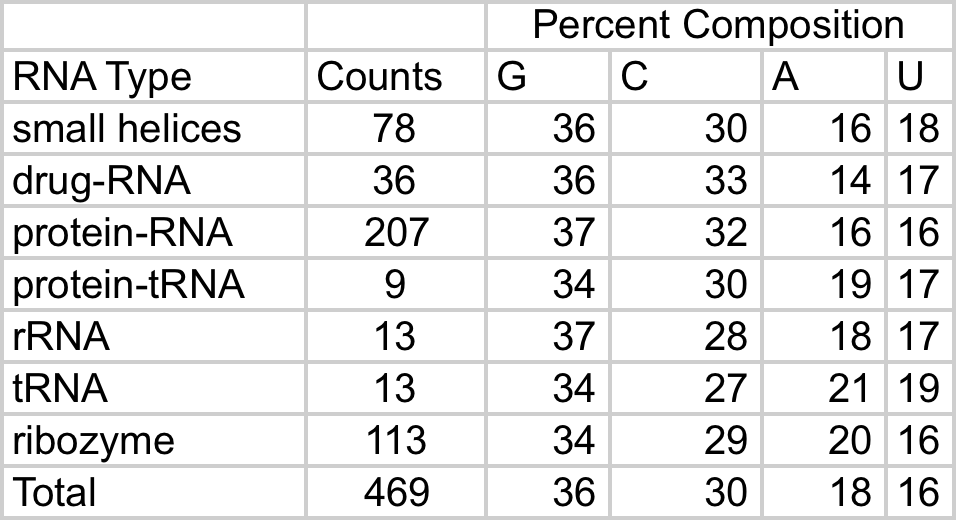 Percent Composition
RNA Type Counts G C A U
small helices 78 36 30 16 18
drug-RNA 36 36 33 14 17
protein-RNA 207 37 32 16 16
protein-tRNA 9 34 30 19 17
rRNA 13 37 28 18 17
tRNA 13 34 27 21 19
ribozyme 113 34 29 20 16
Total 469 36 30 18 16